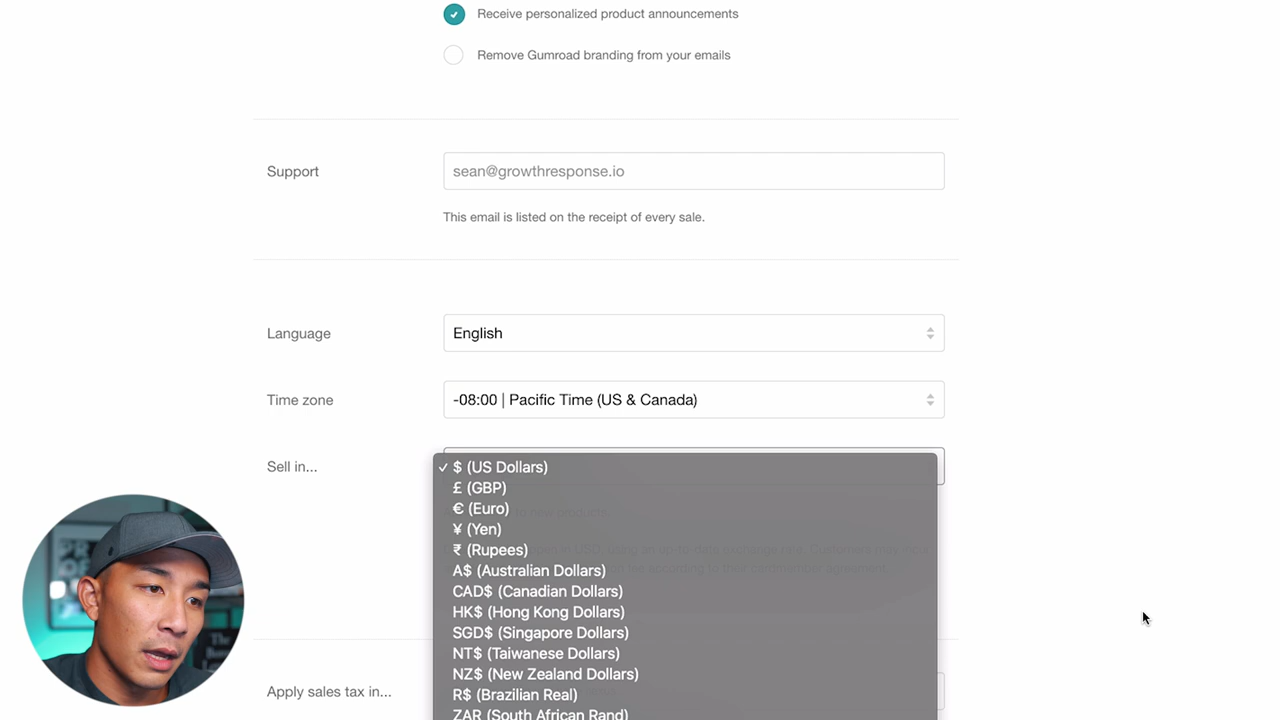 Receive personalized product announcements
Remove Gumroad branding from your emails
Support
sean@growthresponse.io
This email is listed on the receipt of every sale.
Language
English
Time zone
-08:00 | Pacific Time (US & Canada)
Sell in...
$ (US Dollars)
£ (GBP)
€ (Euro)
¥ (Yen)
₹ (Rupees)
A$ (Australian Dollars)
CAD$ (Canadian Dollars)
HK$ (Hong Kong Dollars)
SGD$ (Singapore Dollars)
NT$ (Taiwanese Dollars)
NZ$ (New Zealand Dollars)
R$ (Brazilian Real)
ZAR (South African Rand)
Apply sales tax in...